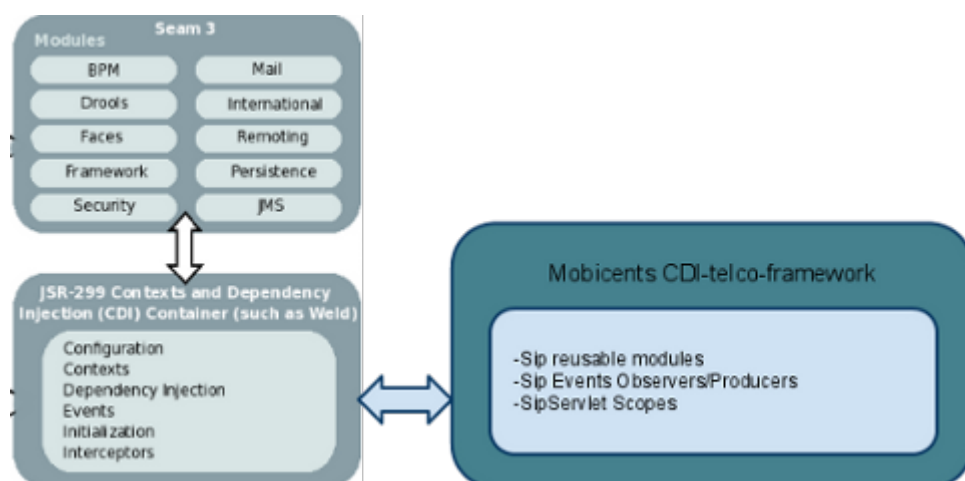 Seam 3
Modules
BPM
Mail
Drools
International
Faces
Remoting
Framework
Persistence
Security
JMS
JSR-299 Contexts and Dependency
Injection (CDI) Container (such as Weld)
Configuration
Contexts
Dependency Injection
Events
Initialization
Interceptors
Mobicents CDI-telco-framework
-Sip reusable modules
-Sip Events Observers/Producers
-SipServlet Scopes